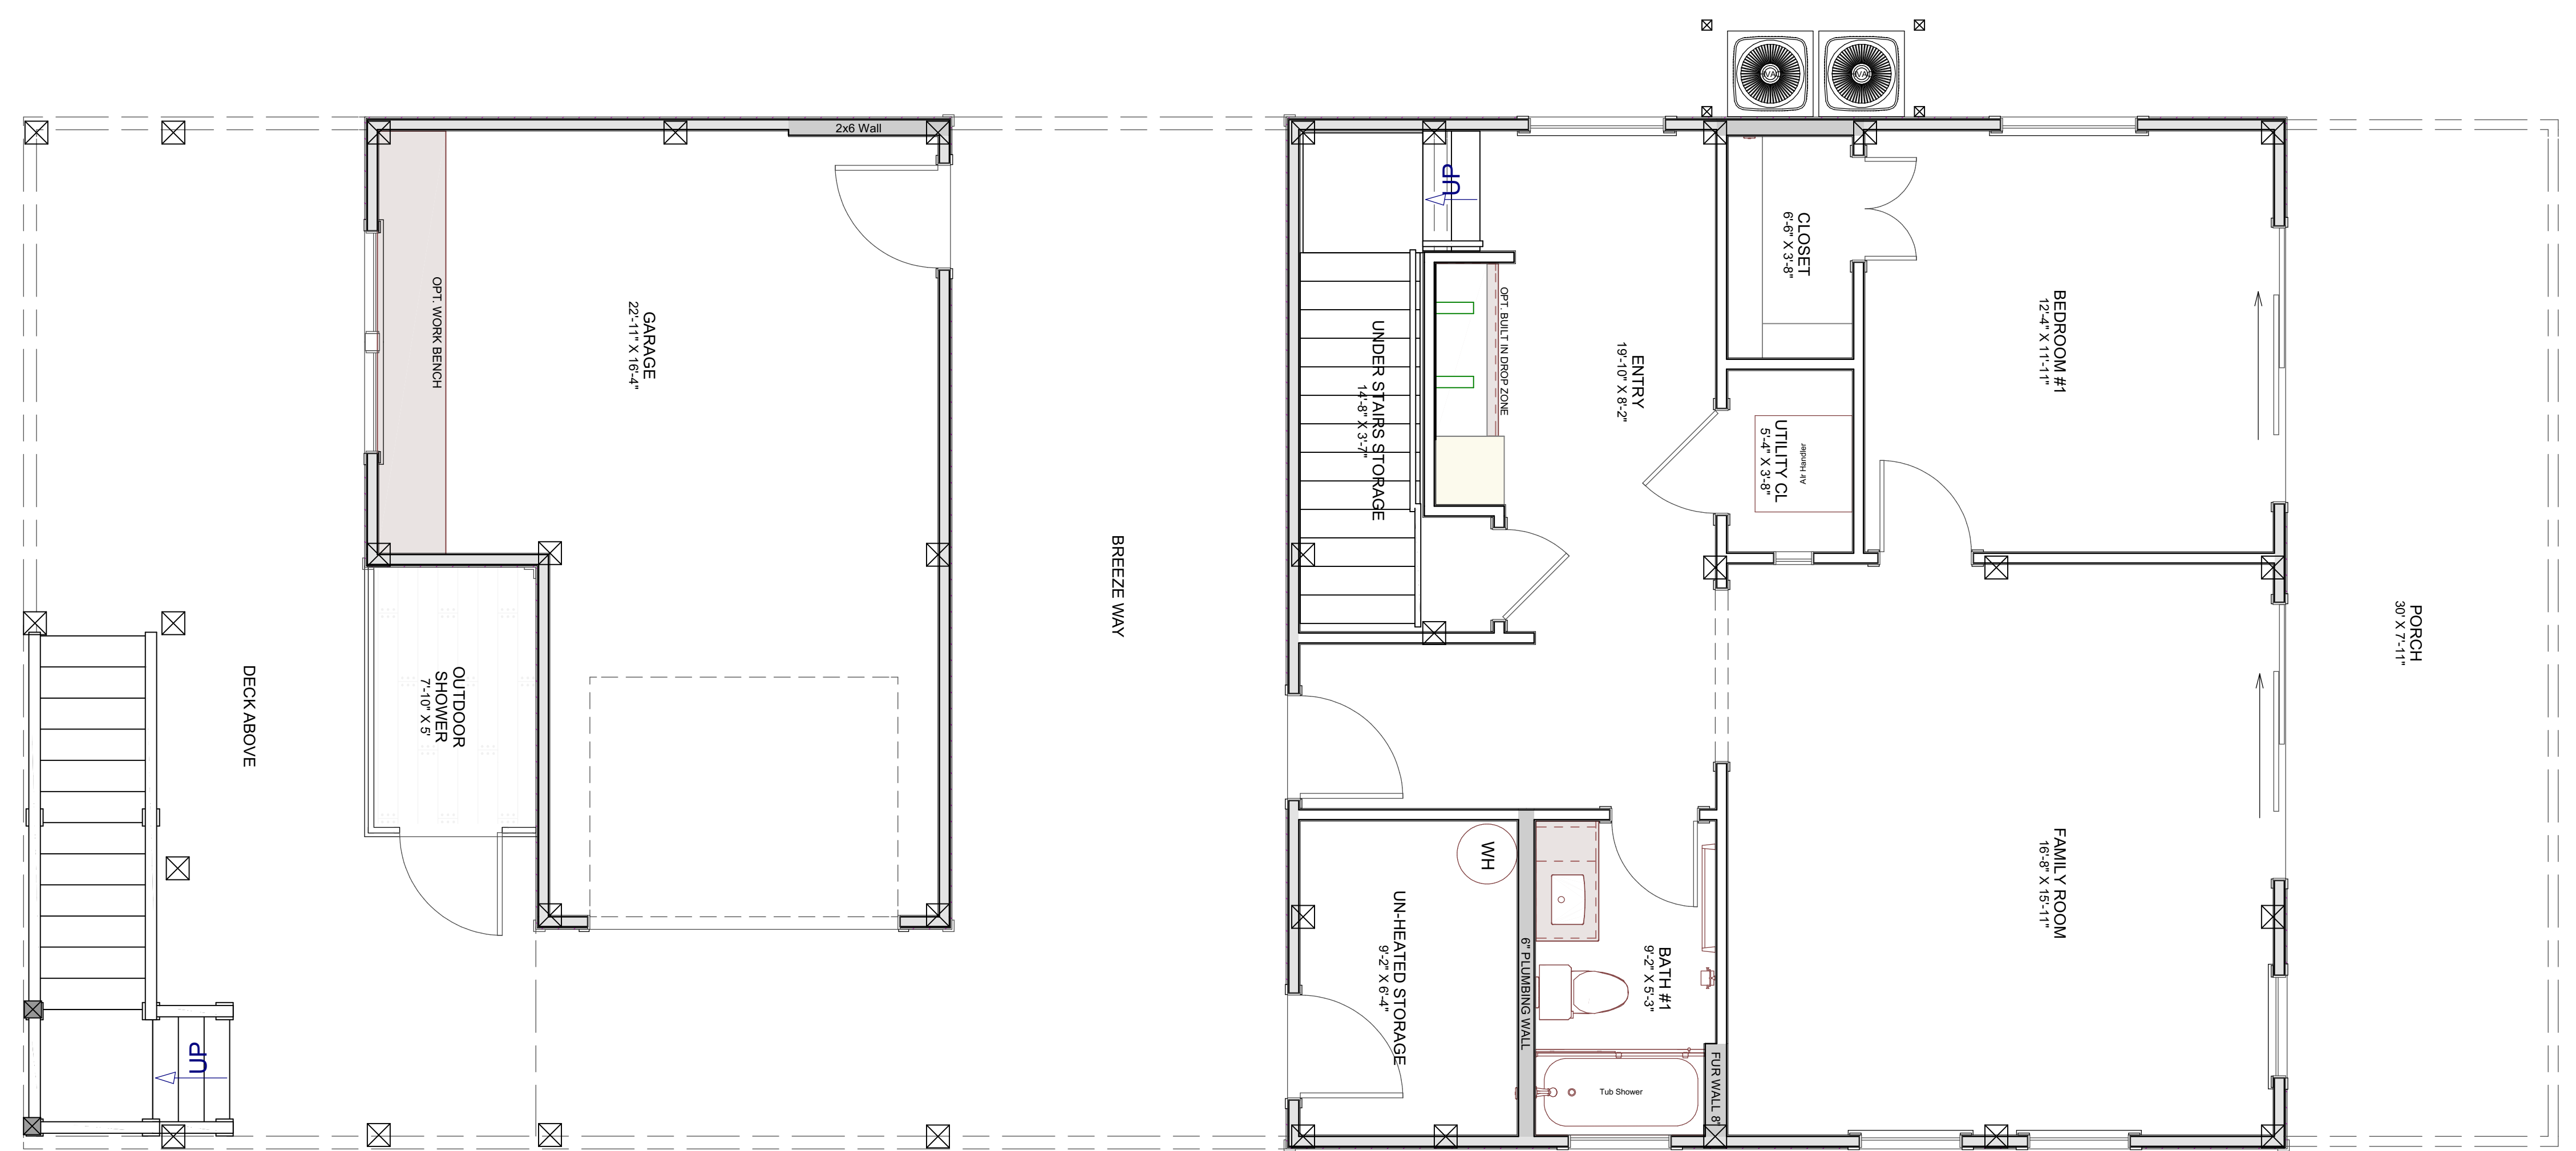 HVAC
HVAC
2x6 Wall
OPT. WORK BENCH
GARAGE
22'-11" X 16'-4"
UP
UNDER STAIRS STORAGE
14'-8" X 3'-7"
OPT. BUILT IN DROP ZONE
ENTRY
19'-10" X 8'-2"
CLOSET
6'-6" X 3'-8"
UTILITY CL
5'-4" X 3'-8"
Air Handler
BEDROOM #1
12'-4" X 11'-11"
PORCH
30' X 7'-11"
BREEZE WAY
DECK ABOVE
OUTDOOR
SHOWER
7'-10" X 5'
UP
WH
UN-HEATED STORAGE
9'-2" X 6'-4"
6" PLUMBING WALL
BATH #1
9'-2" X 5'-3"
Tub Shower
FUR WALL 8"
FAMILY ROOM
16'-8" X 15'-11"